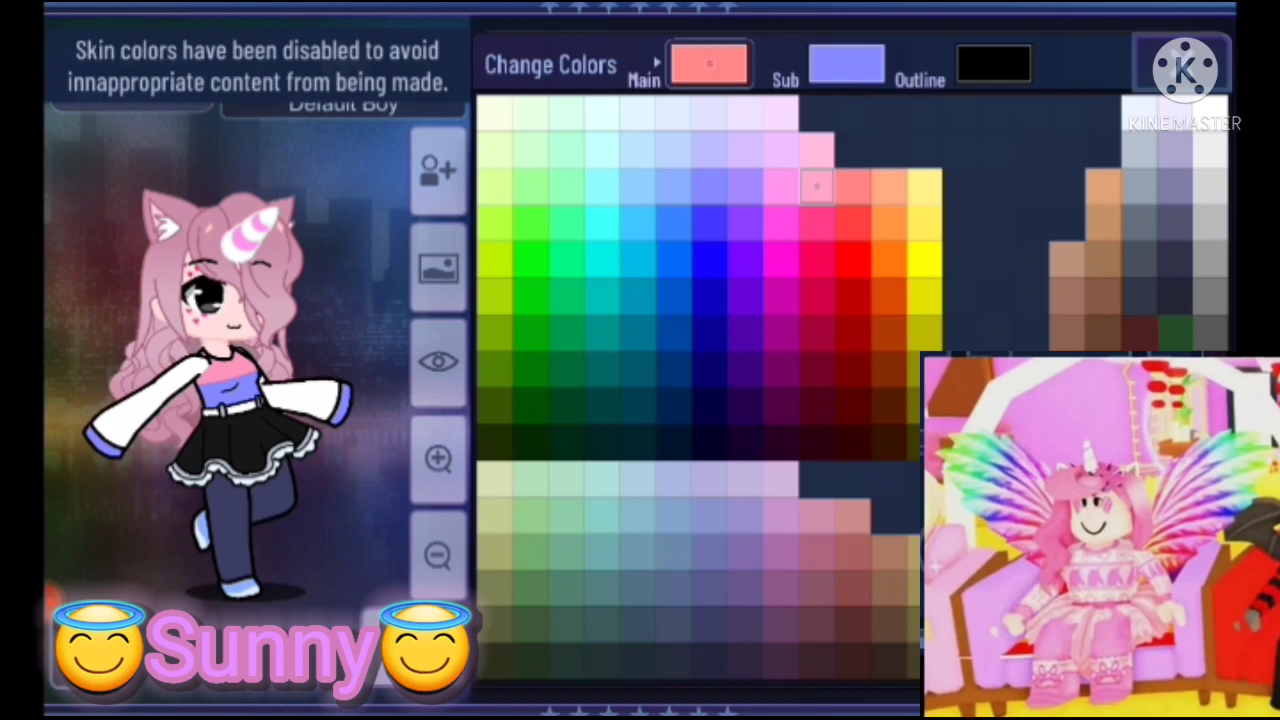 Skin colors have been disabled to avoid
innappropriate content from being made.
Default Boy
Change Colors
Main
Sub
Outline
K
KINEMASTER
Sunny